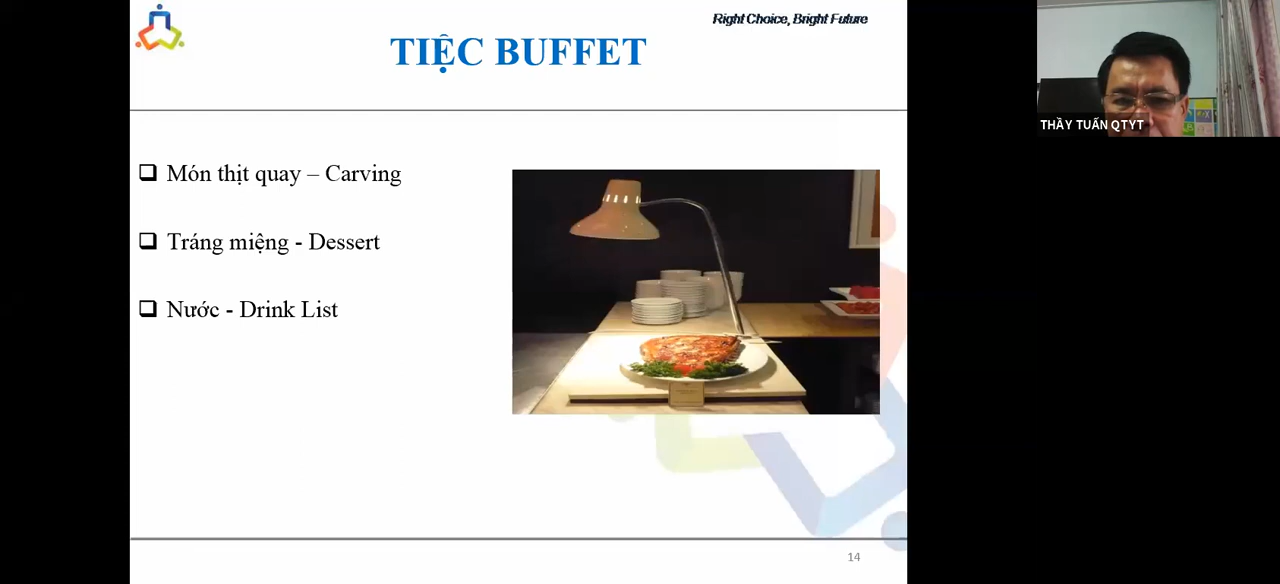 Right Choice, Bright Future
TIỆC BUFFET
THẦY TUẤN QTYT
Món thịt quay – Carving
Tráng miệng - Dessert
Nước - Drink List
14